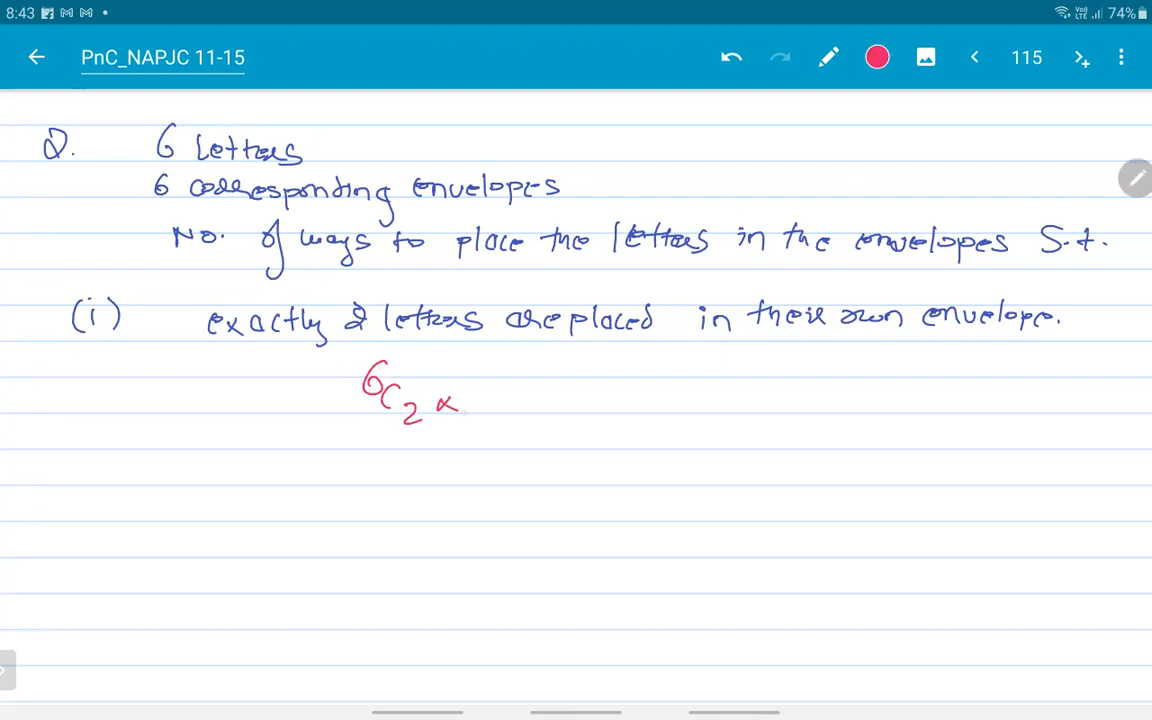 8:43 74%
PnC_NAPJC 11-15 115
Q. 6 Letters
6 corresponding envelopes
No. of ways to place the letters in the envelopes S.t.
(i) exactly 2 letters are placed in their own envelope.
6C2 ×